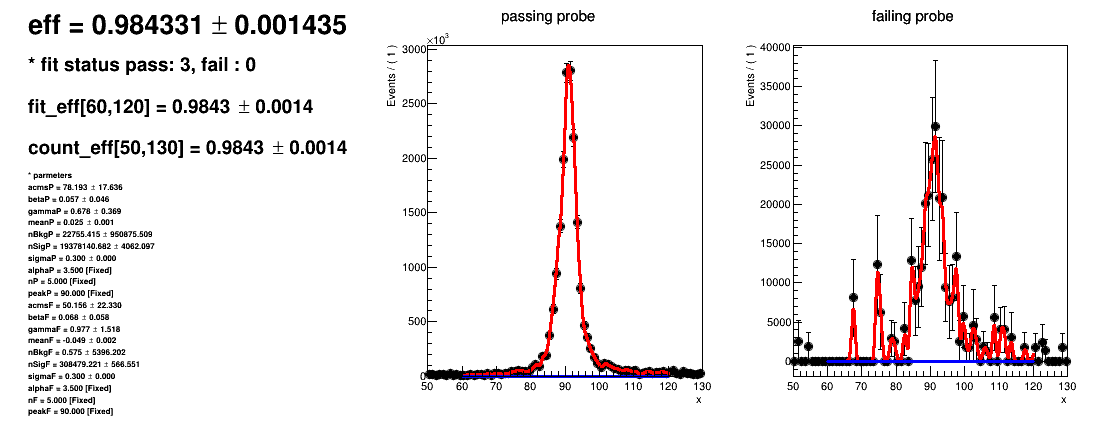 eff = 0.984331 ± 0.001435
* fit status pass: 3, fail : 0
fit_eff[60,120] = 0.9843 ± 0.0014
count_eff[50,130] = 0.9843 ± 0.0014
* parmeters
acmsP = 78.193 ± 17.636
betaP = 0.057 ± 0.046
gammaP = 0.678 ± 0.369
meanP = 0.025 ± 0.001
nBkgP = 22755.415 ± 950875.509
nSigP = 19378140.682 ± 4062.097
sigmaP = 0.300 ± 0.000
alphaP = 3.500 [Fixed]
nP = 5.000 [Fixed]
peakP = 90.000 [Fixed]
acmsF = 50.156 ± 22.330
betaF = 0.068 ± 0.058
gammaF = 0.977 ± 1.518
meanF = -0.049 ± 0.002
nBkgF = 0.575 ± 5396.202
nSigF = 308479.221 ± 566.551
sigmaF = 0.300 ± 0.000
alphaF = 3.500 [Fixed]
nF = 5.000 [Fixed]
peakF = 90.000 [Fixed]
passing probe
×10³
Events / ( 1 )
3000
2500
2000
1500
1000
500
0
50 60 70 80 90 100 110 120 130
x
failing probe
Events / ( 1 )
40000
35000
30000
25000
20000
15000
10000
5000
0
50 60 70 80 90 100 110 120 130
x